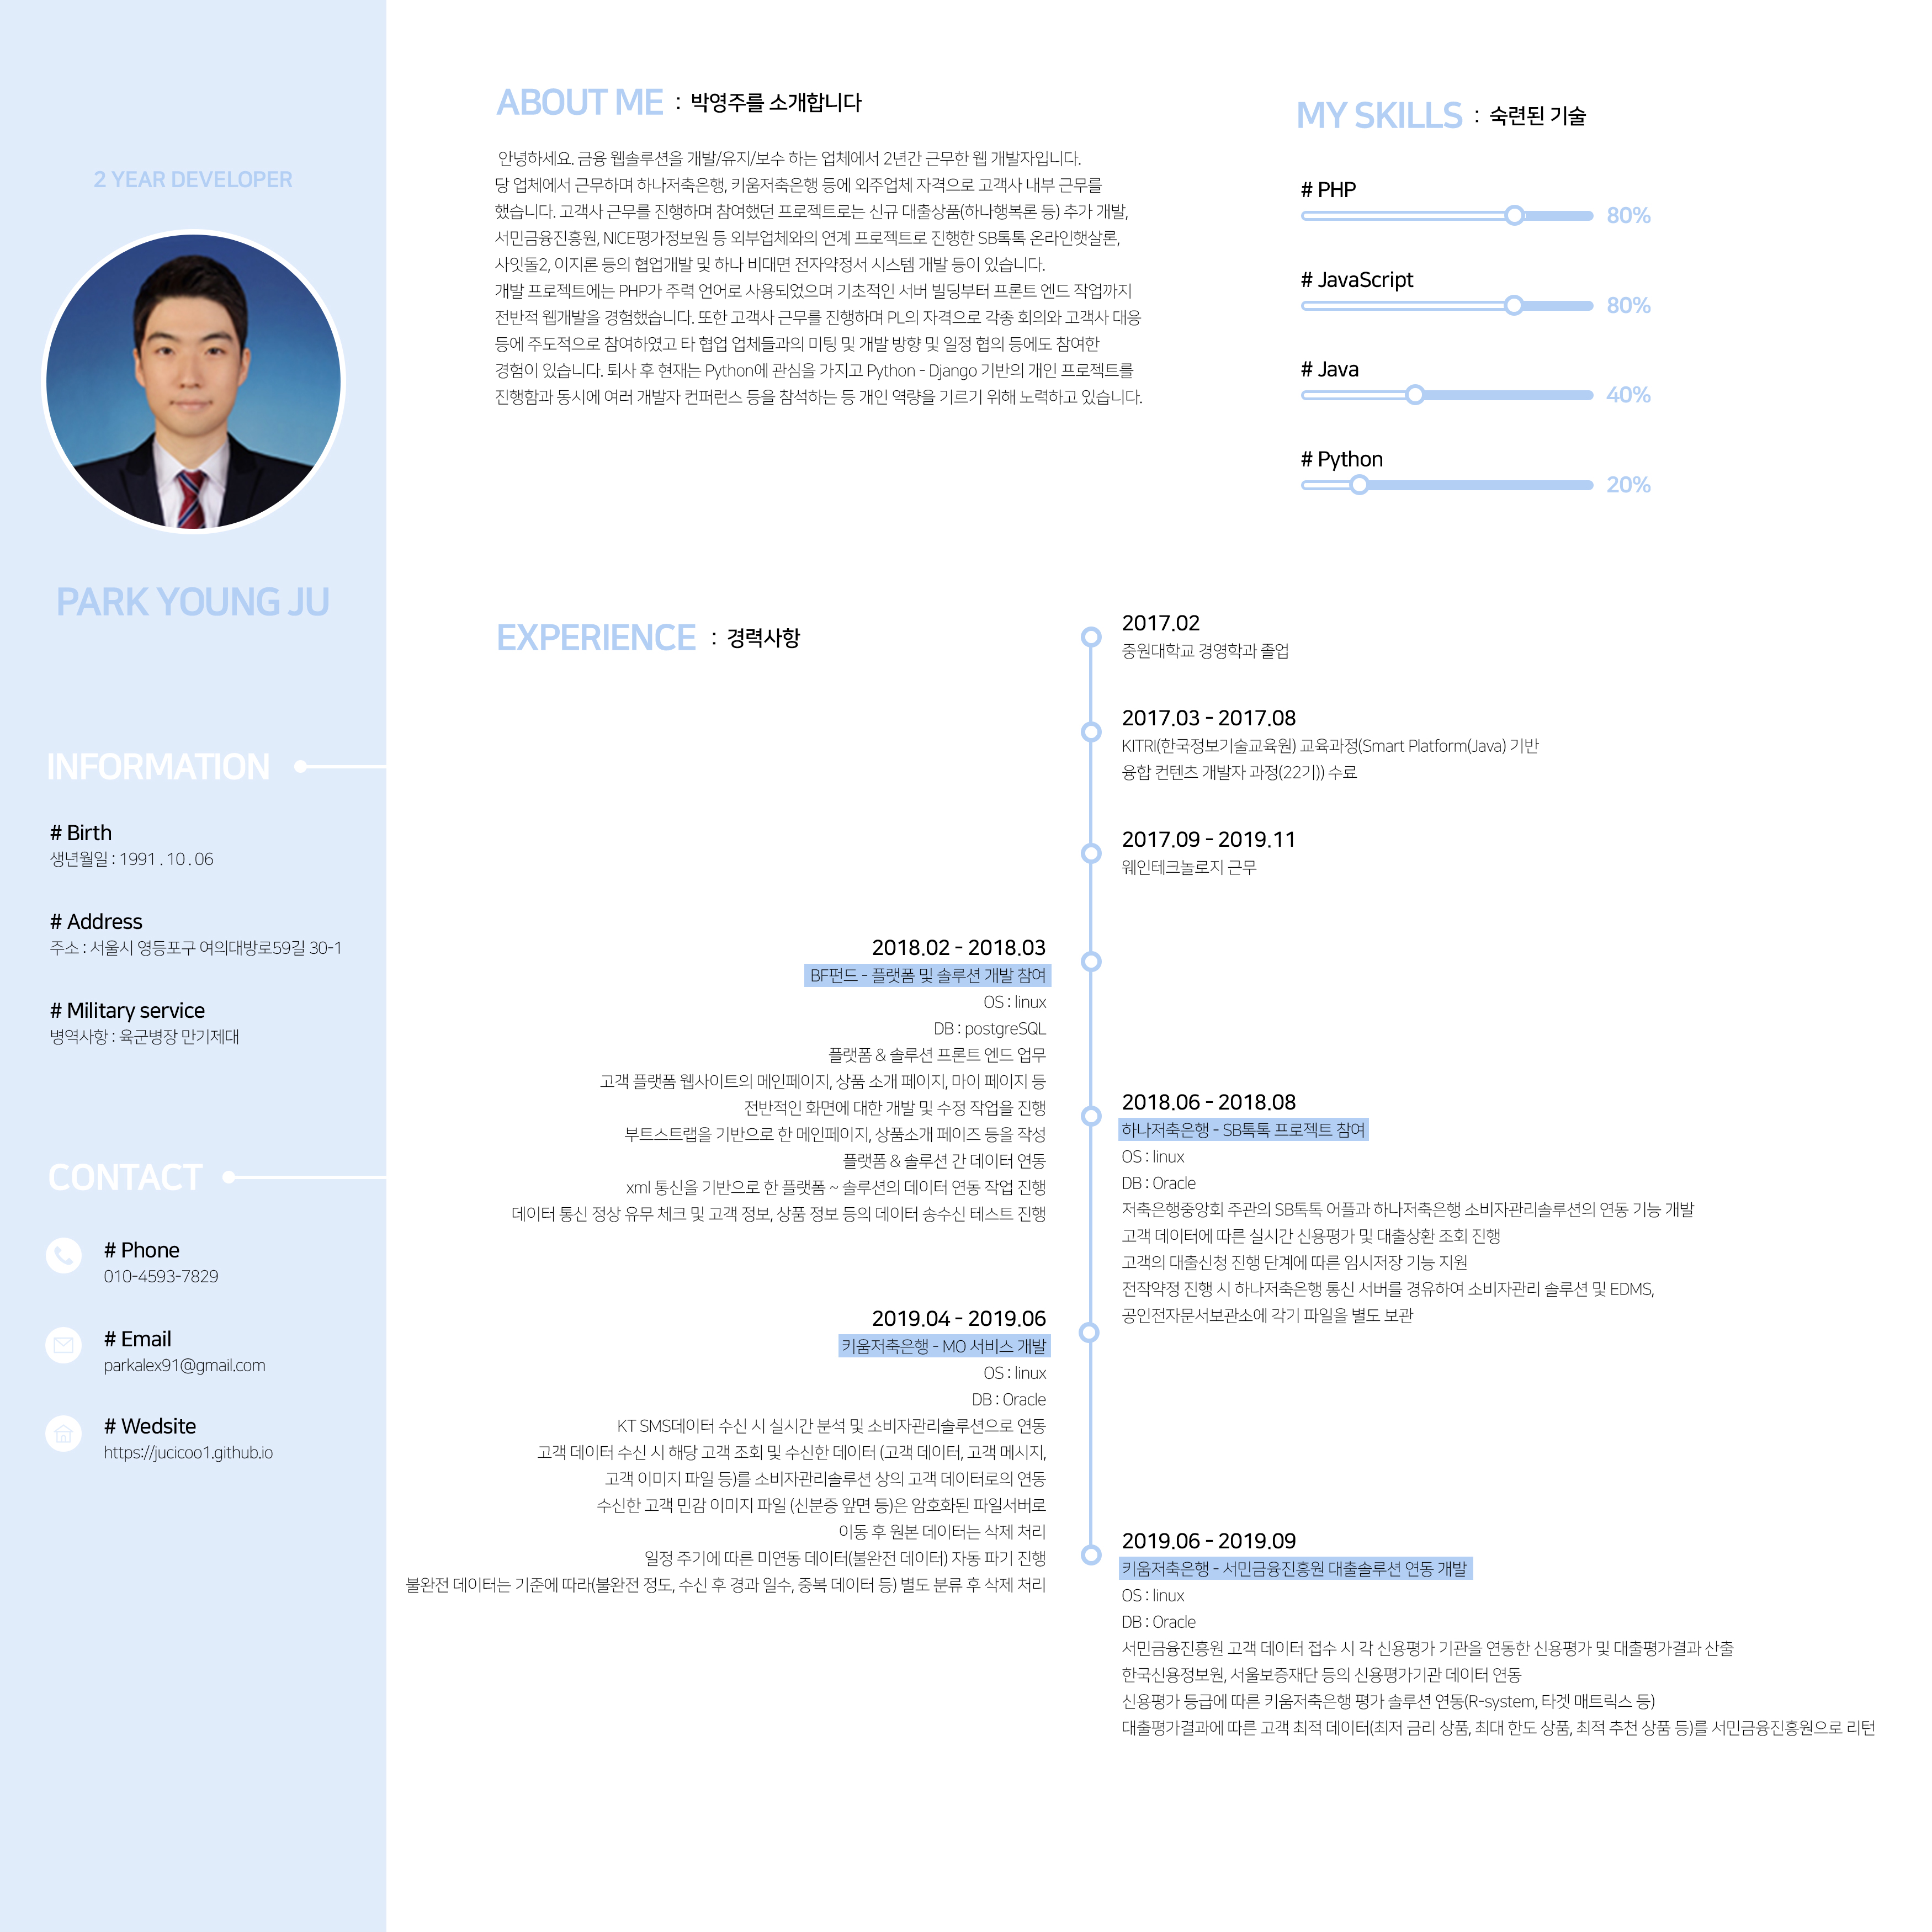 2 YEAR DEVELOPER
PARK YOUNG JU
INFORMATION
# Birth
생년월일 : 1991 . 10 . 06
# Address
주소 : 서울시 영등포구 여의대방로59길 30-1
# Military service
병역사항 : 육군병장 만기제대
CONTACT
# Phone
010-4593-7829
# Email
parkalex91@gmail.com
# Wedsite
https://jucicoo1.github.io
ABOUT ME : 박영주를 소개합니다
안녕하세요. 금융 웹솔루션을 개발/유지/보수 하는 업체에서 2년간 근무한 웹 개발자입니다.
당 업체에서 근무하며 하나저축은행, 키움저축은행 등에 외주업체 자격으로 고객사 내부 근무를
했습니다. 고객사 근무를 진행하며 참여했던 프로젝트로는 신규 대출상품(하나행복론 등) 추가 개발,
서민금융진흥원, NICE평가정보원 등 외부업체와의 연계 프로젝트로 진행한 SB톡톡 온라인햇살론,
사잇돌2, 이지론 등의 협업개발 및 하나 비대면 전자약정서 시스템 개발 등이 있습니다.
개발 프로젝트에는 PHP가 주력 언어로 사용되었으며 기초적인 서버 빌딩부터 프론트 엔드 작업까지
전반적 웹개발을 경험했습니다. 또한 고객사 근무를 진행하며 PL의 자격으로 각종 회의와 고객사 대응
등에 주도적으로 참여하였고 타 협업 업체들과의 미팅 및 개발 방향 및 일정 협의 등에도 참여한
경험이 있습니다. 퇴사 후 현재는 Python에 관심을 가지고 Python - Django 기반의 개인 프로젝트를
진행함과 동시에 여러 개발자 컨퍼런스 등을 참석하는 등 개인 역량을 기르기 위해 노력하고 있습니다.
MY SKILLS : 숙련된 기술
# PHP
80%
# JavaScript
80%
# Java
40%
# Python
20%
EXPERIENCE : 경력사항
2017.02
중원대학교 경영학과 졸업
2017.03 - 2017.08
KITRI(한국정보기술교육원) 교육과정(Smart Platform(Java) 기반
융합 컨텐츠 개발자 과정(22기)) 수료
2017.09 - 2019.11
웨인테크놀로지 근무
2018.02 - 2018.03
BF펀드 - 플랫폼 및 솔루션 개발 참여
OS : linux
DB : postgreSQL
플랫폼 & 솔루션 프론트 엔드 업무
고객 플랫폼 웹사이트의 메인페이지, 상품 소개 페이지, 마이 페이지 등
전반적인 화면에 대한 개발 및 수정 작업을 진행
부트스트랩을 기반으로 한 메인페이지, 상품소개 페이즈 등을 작성
플랫폼 & 솔루션 간 데이터 연동
xml 통신을 기반으로 한 플랫폼 ~ 솔루션의 데이터 연동 작업 진행
데이터 통신 정상 유무 체크 및 고객 정보, 상품 정보 등의 데이터 송수신 테스트 진행
2018.06 - 2018.08
하나저축은행 - SB톡톡 프로젝트 참여
OS : linux
DB : Oracle
저축은행중앙회 주관의 SB톡톡 어플과 하나저축은행 소비자관리솔루션의 연동 기능 개발
고객 데이터에 따른 실시간 신용평가 및 대출상환 조회 진행
고객의 대출신청 진행 단계에 따른 임시저장 기능 지원
전작약정 진행 시 하나저축은행 통신 서버를 경유하여 소비자관리 솔루션 및 EDMS,
공인전자문서보관소에 각기 파일을 별도 보관
2019.04 - 2019.06
키움저축은행 - MO 서비스 개발
OS : linux
DB : Oracle
KT SMS데이터 수신 시 실시간 분석 및 소비자관리솔루션으로 연동
고객 데이터 수신 시 해당 고객 조회 및 수신한 데이터 (고객 데이터, 고객 메시지,
고객 이미지 파일 등)를 소비자관리솔루션 상의 고객 데이터로의 연동
수신한 고객 민감 이미지 파일 (신분증 앞면 등)은 암호화된 파일서버로
이동 후 원본 데이터는 삭제 처리
일정 주기에 따른 미연동 데이터(불완전 데이터) 자동 파기 진행
불완전 데이터는 기준에 따라(불완전 정도, 수신 후 경과 일수, 중복 데이터 등) 별도 분류 후 삭제 처리
2019.06 - 2019.09
키움저축은행 - 서민금융진흥원 대출솔루션 연동 개발
OS : linux
DB : Oracle
서민금융진흥원 고객 데이터 접수 시 각 신용평가 기관을 연동한 신용평가 및 대출평가결과 산출
한국신용정보원, 서울보증재단 등의 신용평가기관 데이터 연동
신용평가 등급에 따른 키움저축은행 평가 솔루션 연동(R-system, 타겟 매트릭스 등)
대출평가결과에 따른 고객 최적 데이터(최저 금리 상품, 최대 한도 상품, 최적 추천 상품 등)를 서민금융진흥원으로 리턴